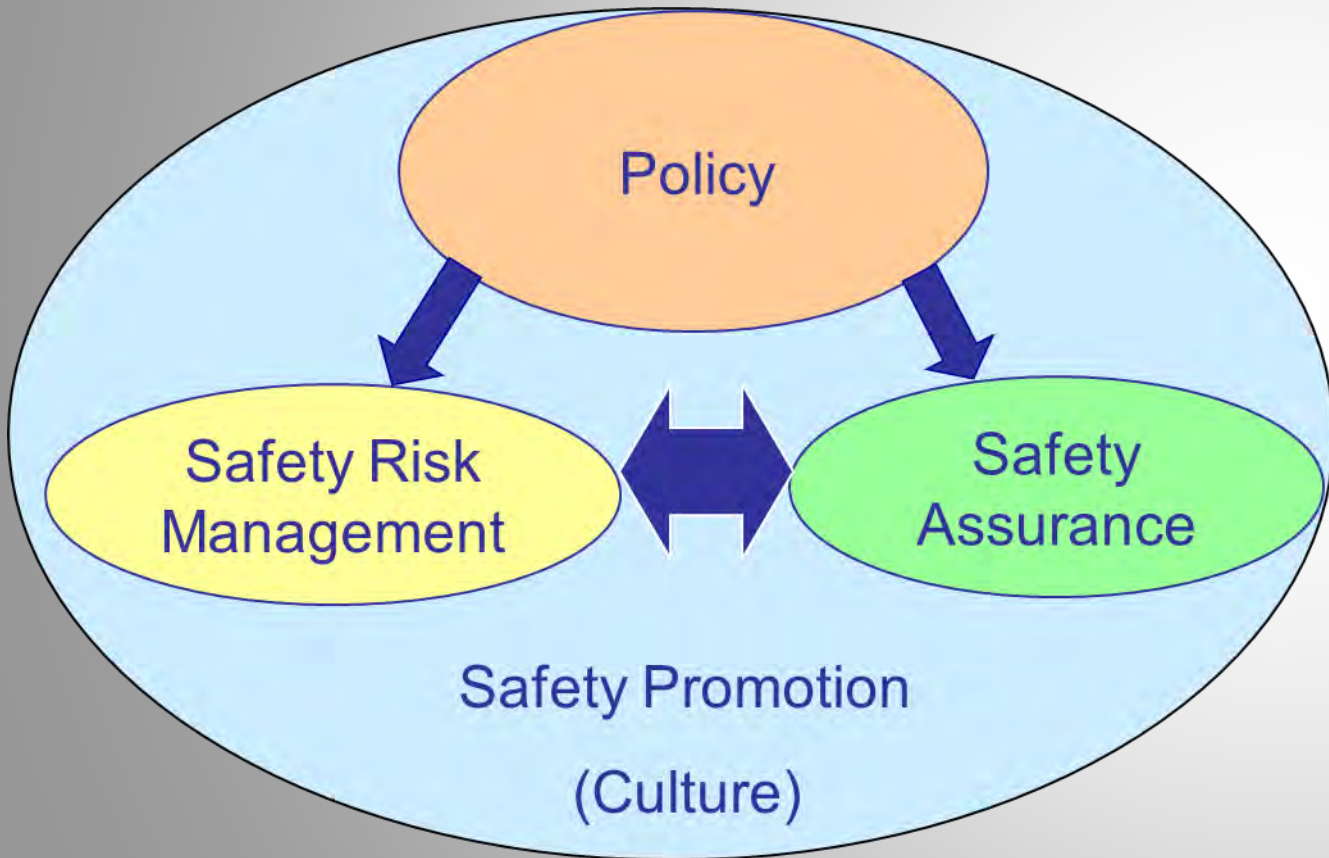 Policy
Safety Risk
Management
Safety
Assurance
Safety Promotion
(Culture)